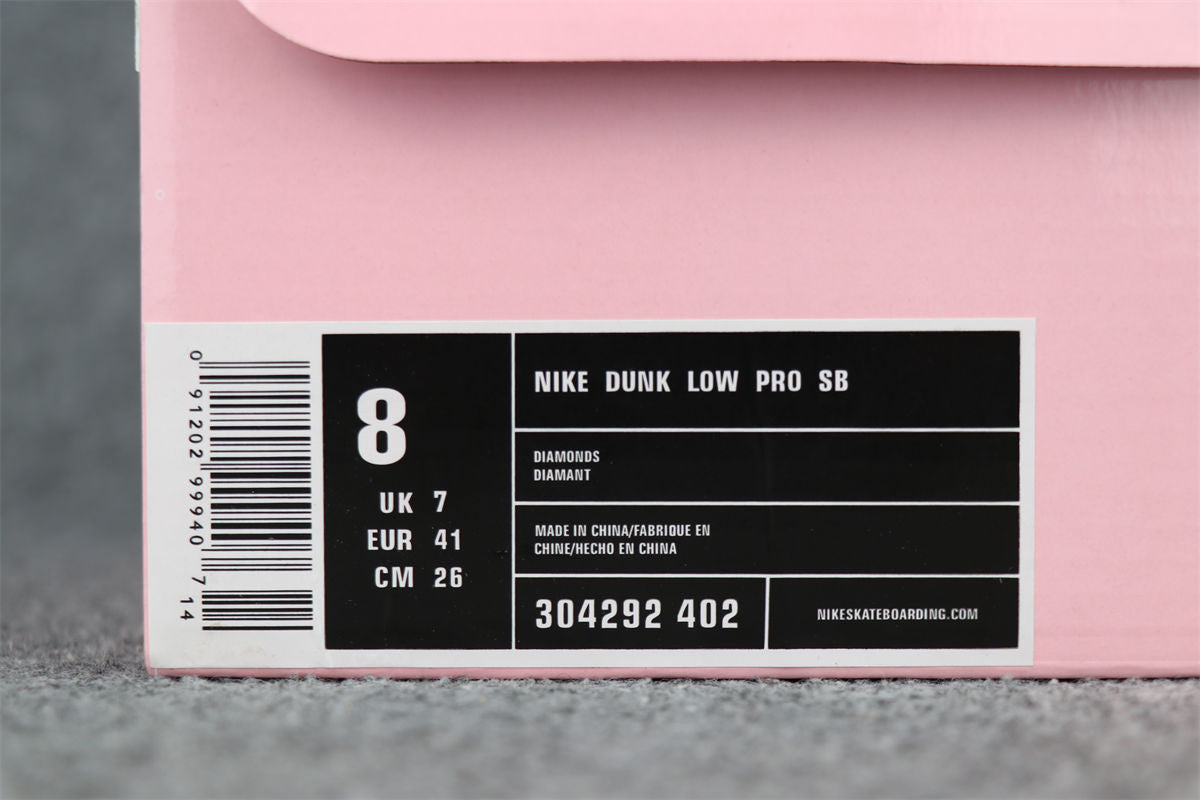 0 91202 99940 7 14
8
UK 7
EUR 41
CM 26
NIKE DUNK LOW PRO SB
DIAMONDS
DIAMANT
MADE IN CHINA/FABRIQUE EN
CHINE/HECHO EN CHINA
304292 402
NIKESKATEBOARDING.COM